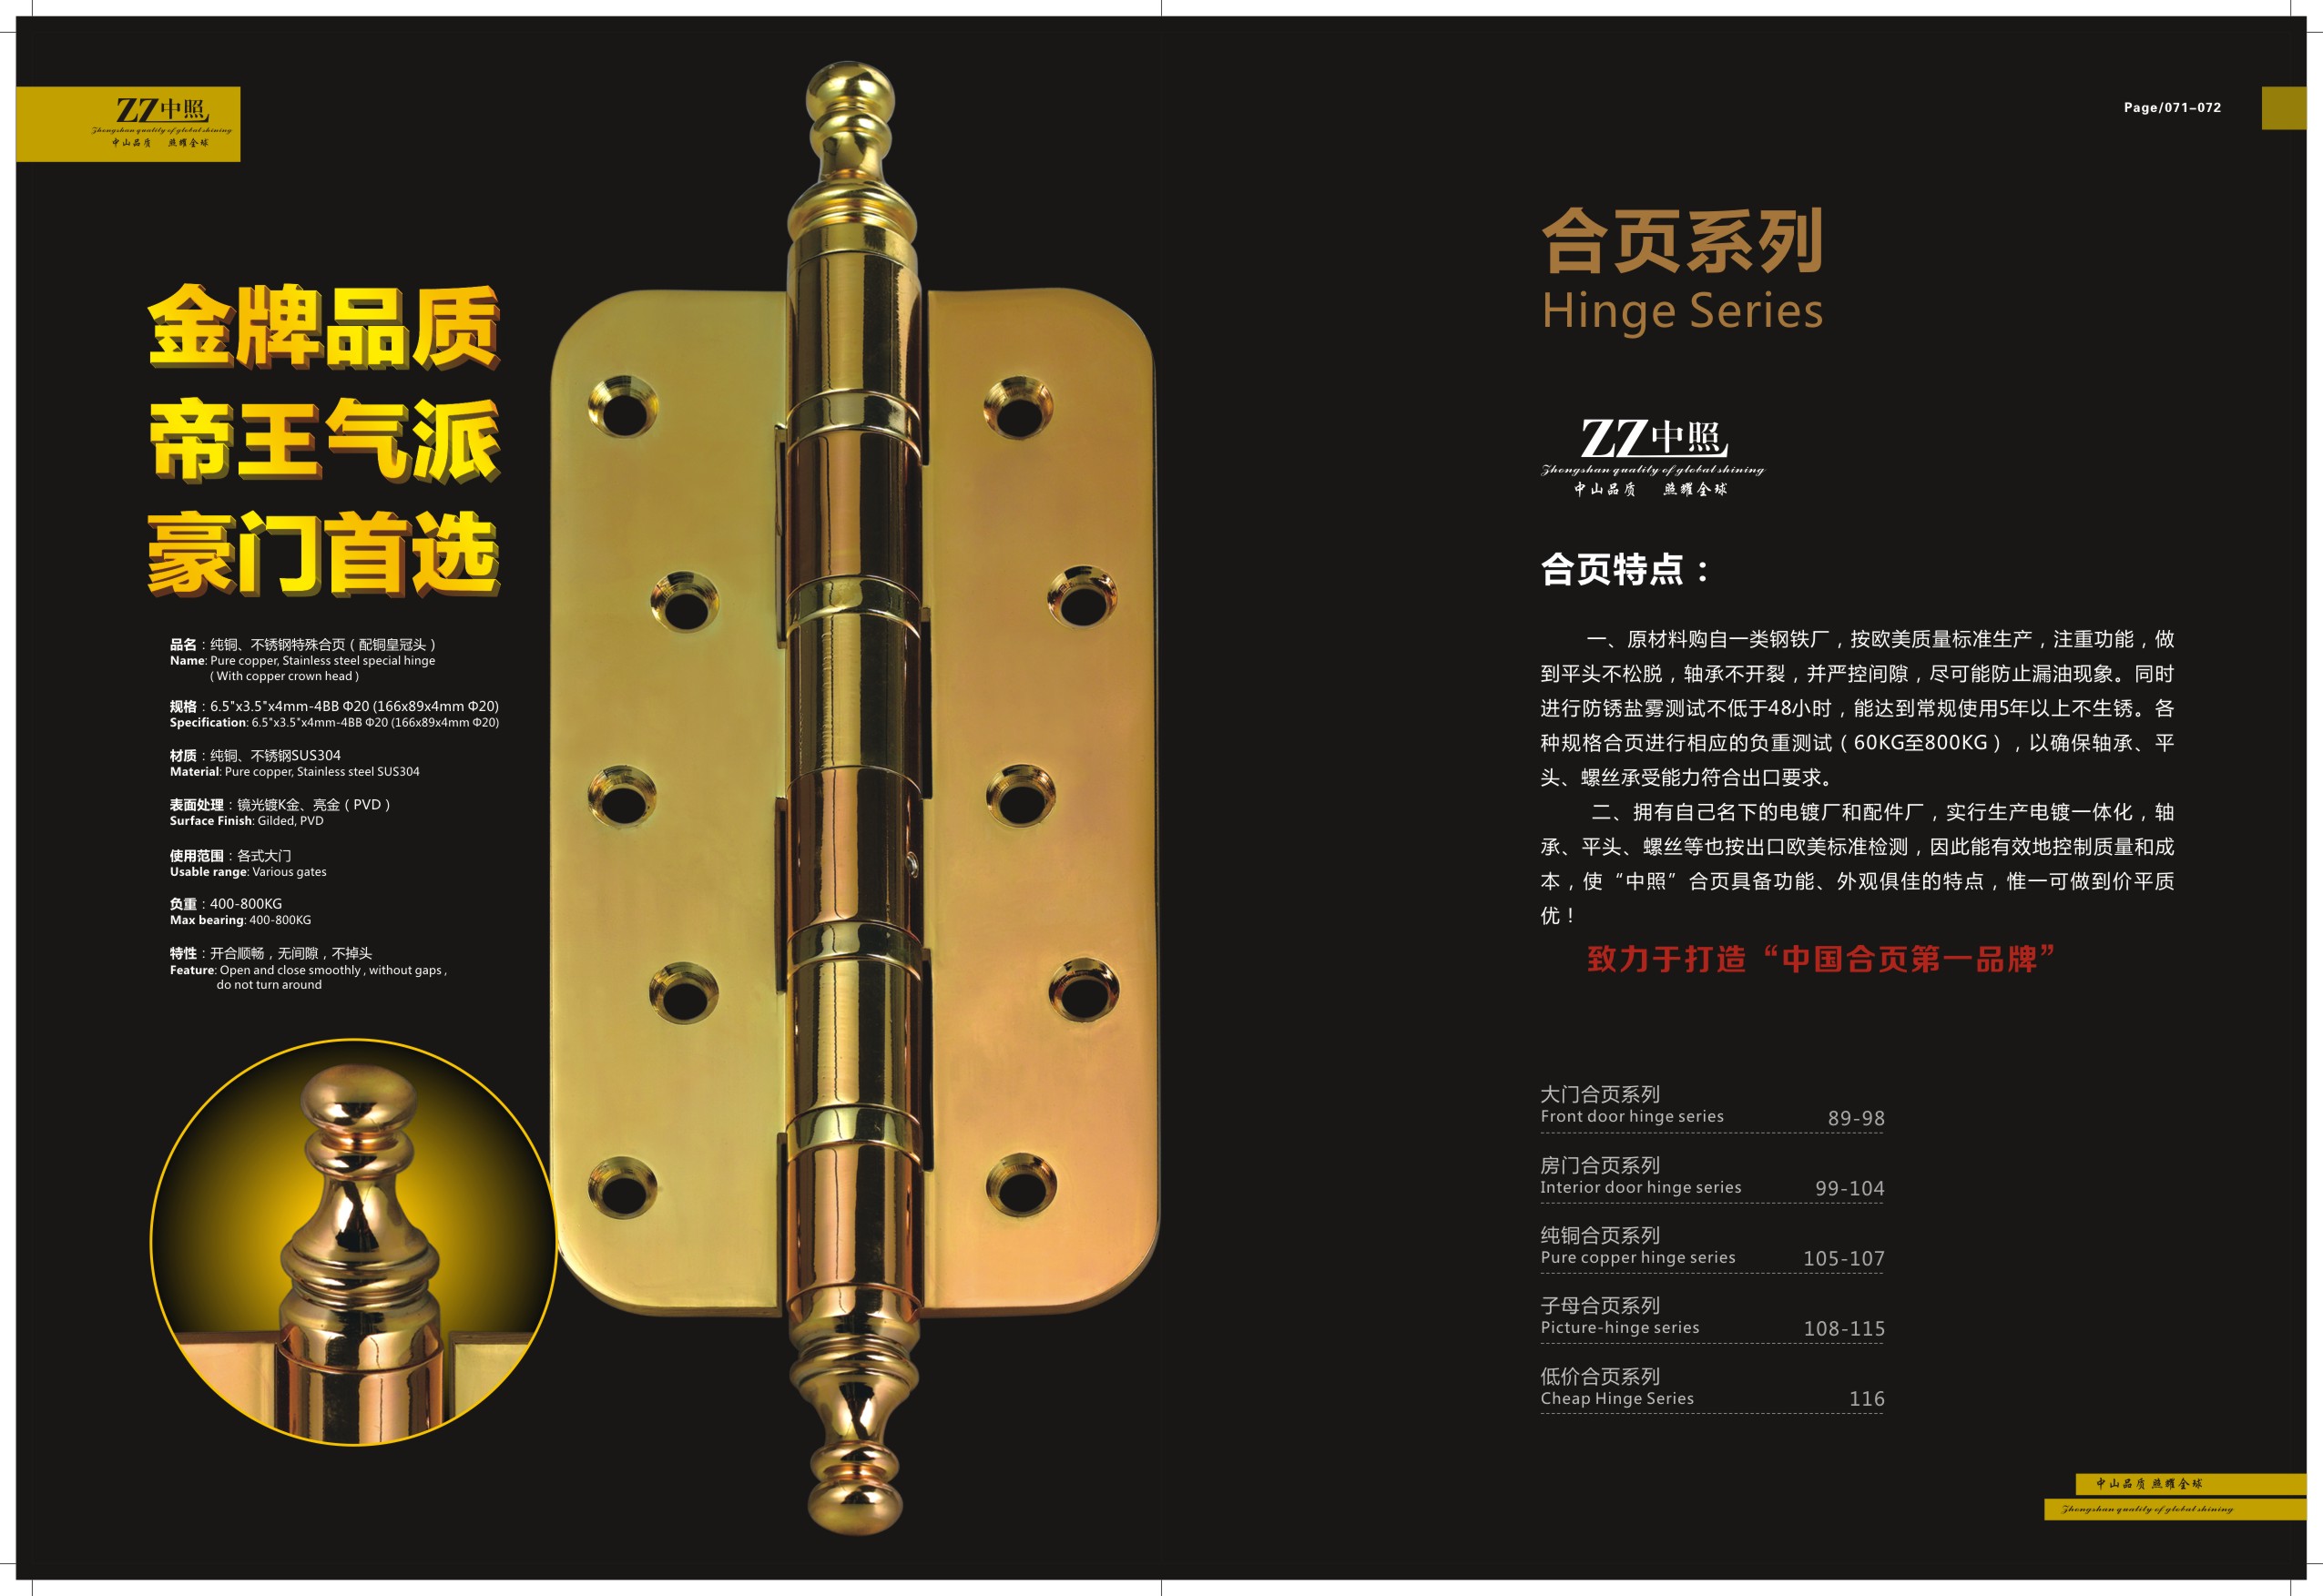 ZZ中照
Zhongshan quality of global shining
中山品质 照耀全球
金牌品质
帝王气派
豪门首选
品名：纯铜、不锈钢特殊合页（配铜皇冠头）
Name: Pure copper, Stainless steel special hinge
( With copper crown head )
规格：6.5"x3.5"x4mm-4BB Φ20 (166x89x4mm Φ20)
Specification: 6.5"x3.5"x4mm-4BB Φ20 (166x89x4mm Φ20)
材质：纯铜、不锈钢SUS304
Material: Pure copper, Stainless steel SUS304
表面处理：镜光镀K金、亮金（PVD）
Surface Finish: Gilded, PVD
使用范围：各式大门
Usable range: Various gates
负重：400-800KG
Max bearing: 400-800KG
特性：开合顺畅，无间隙，不掉头
Feature: Open and close smoothly , without gaps ,
do not turn around
Page/071-072
合页系列
Hinge Series
ZZ中照
Zhongshan quality of global shining
中山品质 照耀全球
合页特点：
一、原材料购自一类钢铁厂，按欧美质量标准生产，注重功能，做
到平头不松脱，轴承不开裂，并严控间隙，尽可能防止漏油现象。同时
进行防锈盐雾测试不低于48小时，能达到常规使用5年以上不生锈。各
种规格合页进行相应的负重测试（60KG至800KG），以确保轴承、平
头、螺丝承受能力符合出口要求。
二、拥有自己名下的电镀厂和配件厂，实行生产电镀一体化，轴
承、平头、螺丝等也按出口欧美标准检测，因此能有效地控制质量和成
本，使“中照”合页具备功能、外观俱佳的特点，惟一可做到价平质
优！
致力于打造“中国合页第一品牌”
大门合页系列
Front door hinge series 89-98
房门合页系列
Interior door hinge series 99-104
纯铜合页系列
Pure copper hinge series 105-107
子母合页系列
Picture-hinge series 108-115
低价合页系列
Cheap Hinge Series 116
中山品质 照耀全球
Zhongshan quality of global shining